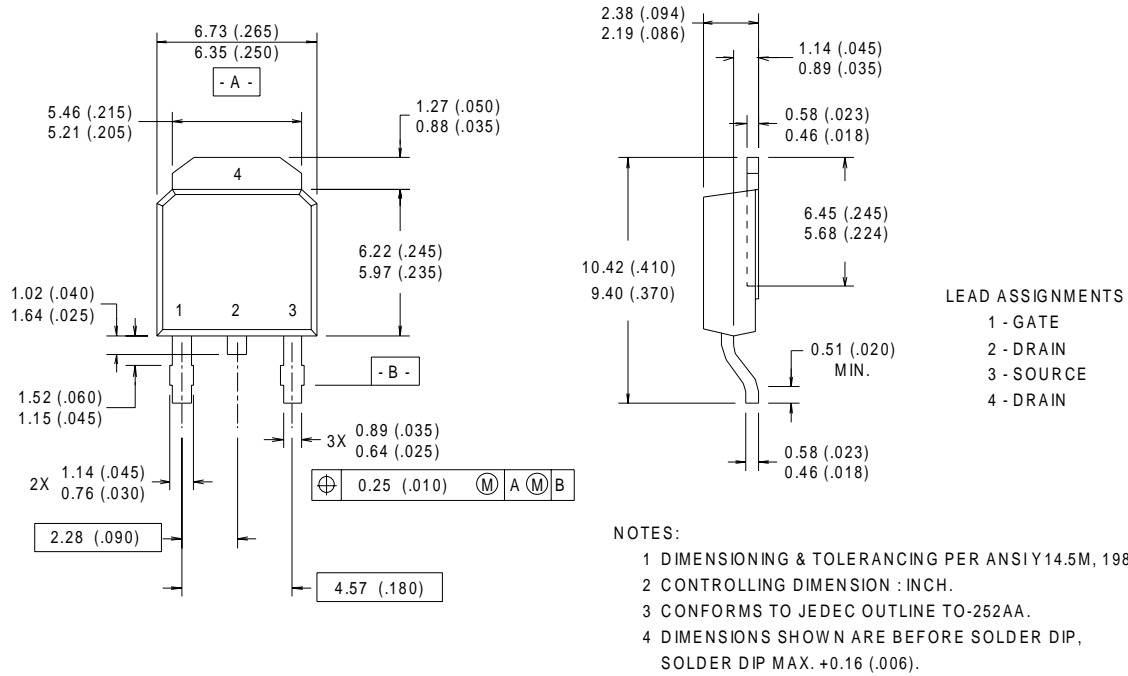 6.73 (.265)
6.35 (.250)
- A -
5.46 (.215)
5.21 (.205)
1.27 (.050)
0.88 (.035)
4
6.22 (.245)
5.97 (.235)
1.02 (.040)
1.64 (.025)
1 2 3
1.52 (.060)
1.15 (.045)
- B -
3X 0.89 (.035)
0.64 (.025)
2X 1.14 (.045)
0.76 (.030)
⌖ 0.25 (.010) Ⓜ A Ⓜ B
2.28 (.090)
4.57 (.180)
2.38 (.094)
2.19 (.086)
1.14 (.045)
0.89 (.035)
0.58 (.023)
0.46 (.018)
6.45 (.245)
5.68 (.224)
10.42 (.410)
9.40 (.370)
0.51 (.020)
MIN.
0.58 (.023)
0.46 (.018)
LEAD ASSIGNMENTS
1 - GATE
2 - DRAIN
3 - SOURCE
4 - DRAIN
NOTES:
1 DIMENSIONING & TOLERANCING PER ANSI Y14.5M, 198
2 CONTROLLING DIMENSION : INCH.
3 CONFORMS TO JEDEC OUTLINE TO-252AA.
4 DIMENSIONS SHOWN ARE BEFORE SOLDER DIP,
SOLDER DIP MAX. +0.16 (.006).